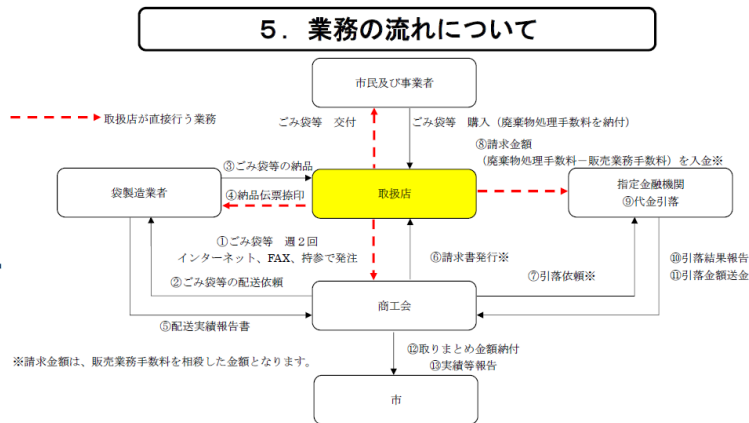 ５．業務の流れについて
市民及び事業者
取扱店が直接行う業務
ごみ袋等　交付
ごみ袋等　購入（廃棄物処理手数料を納付）
⑧請求金額
（廃棄物処理手数料－販売業務手数料）を入金※
③ごみ袋等の納品
袋製造業者
④納品伝票捺印
取扱店
指定金融機関
⑨代金引落
①ごみ袋等　週２回
インターネット、FAX、持参で発注
⑥請求書発行※
②ごみ袋等の配送依頼
⑦引落依頼※
⑩引落結果報告
⑪引落金額送金
商工会
⑤配送実績報告書
⑫取りまとめ金額納付
⑬実績等報告
※請求金額は、販売業務手数料を相殺した金額となります。
市